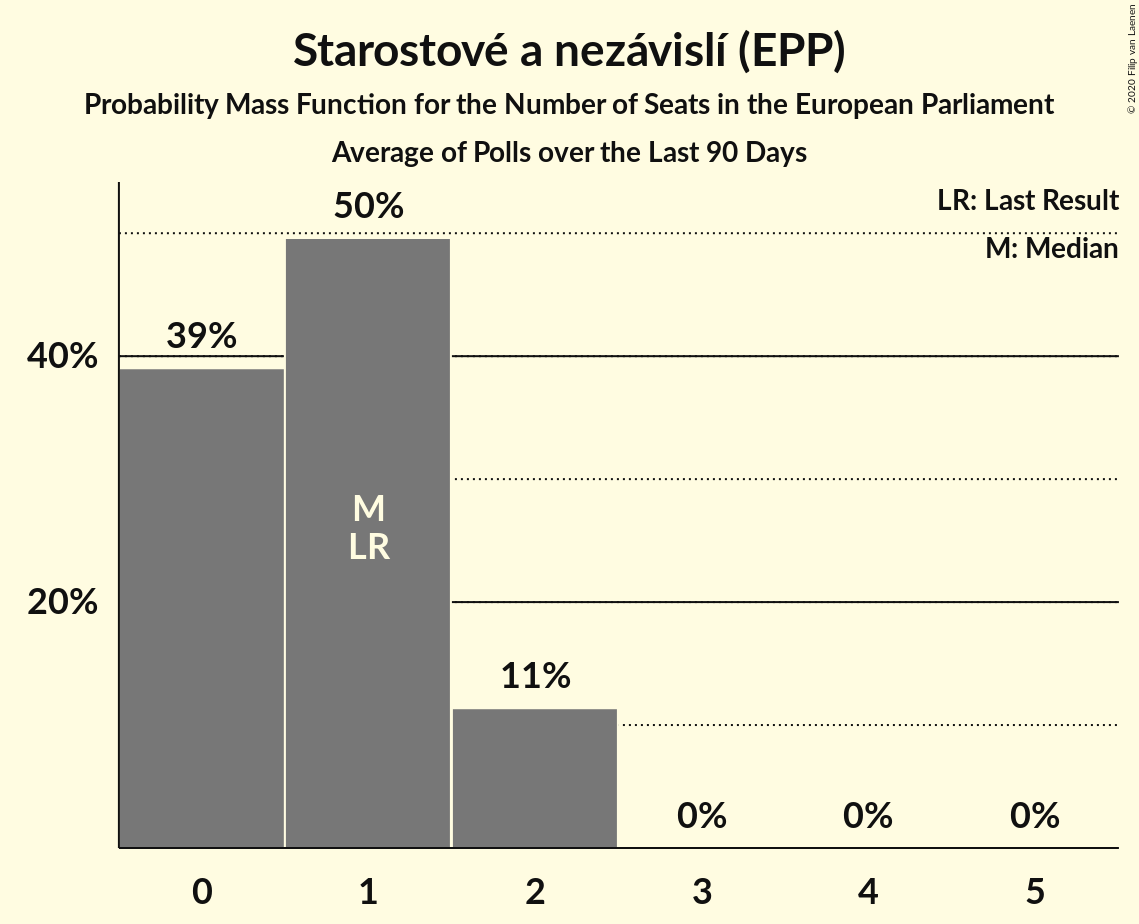 Starostové a nezávislí (EPP)
Probability Mass Function for the Number of Seats in the European Parliament
Average of Polls over the Last 90 Days
© 2020 Filip van Laenen
LR: Last Result
M: Median
50%
39%
40%
M
LR
20%
11%
0%
0%
0%
0
1
2
3
4
5